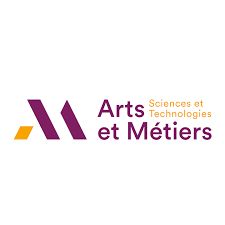 Arts
et Métiers
Sciences et
Technologies